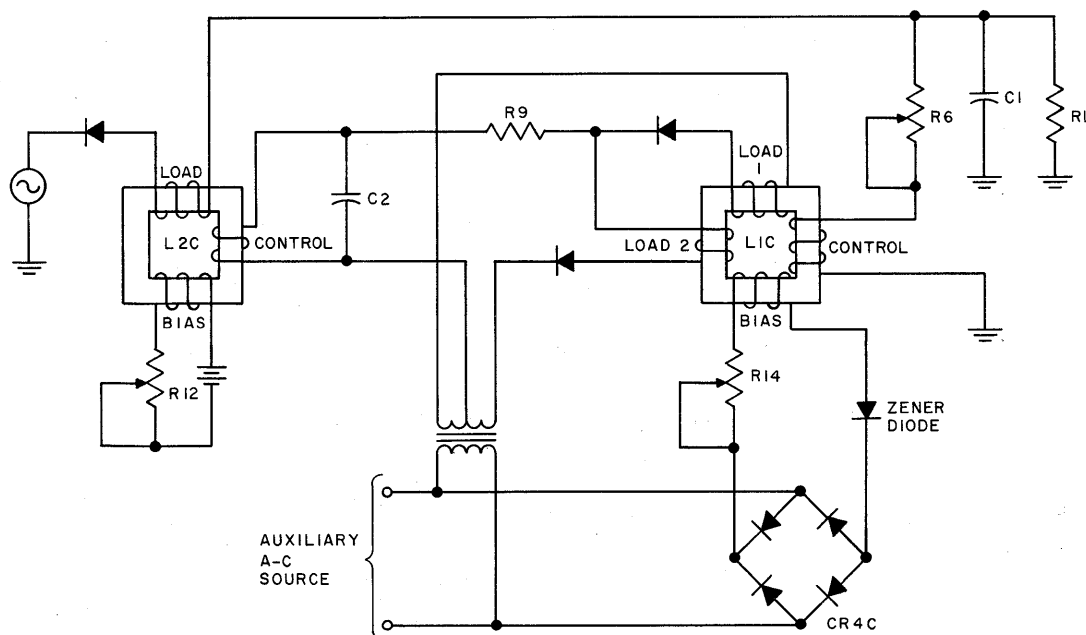 R9
LOAD
1
R6
C1
R1
LOAD
C2
L2C
CONTROL
LOAD 2
L1C
CONTROL
BIAS
BIAS
R12
R14
ZENER
DIODE
AUXILIARY
A-C
SOURCE
CR4C